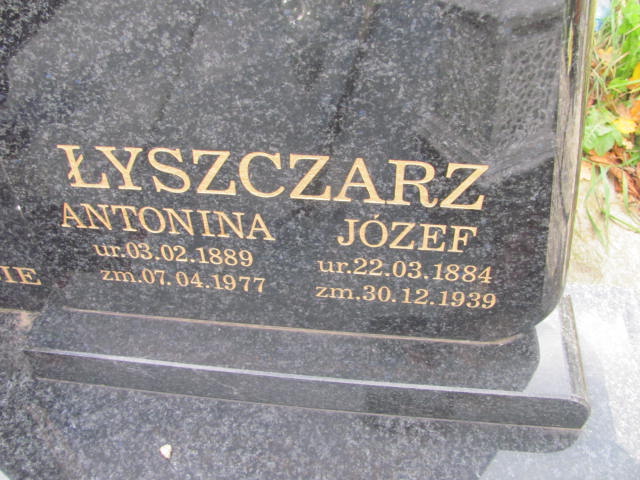 ŁYSZCZARZ
ANTONINA JÓZEF
ur.03.02.1889 ur.22.03.1884
zm.07.04.1977 zm.30.12.1939